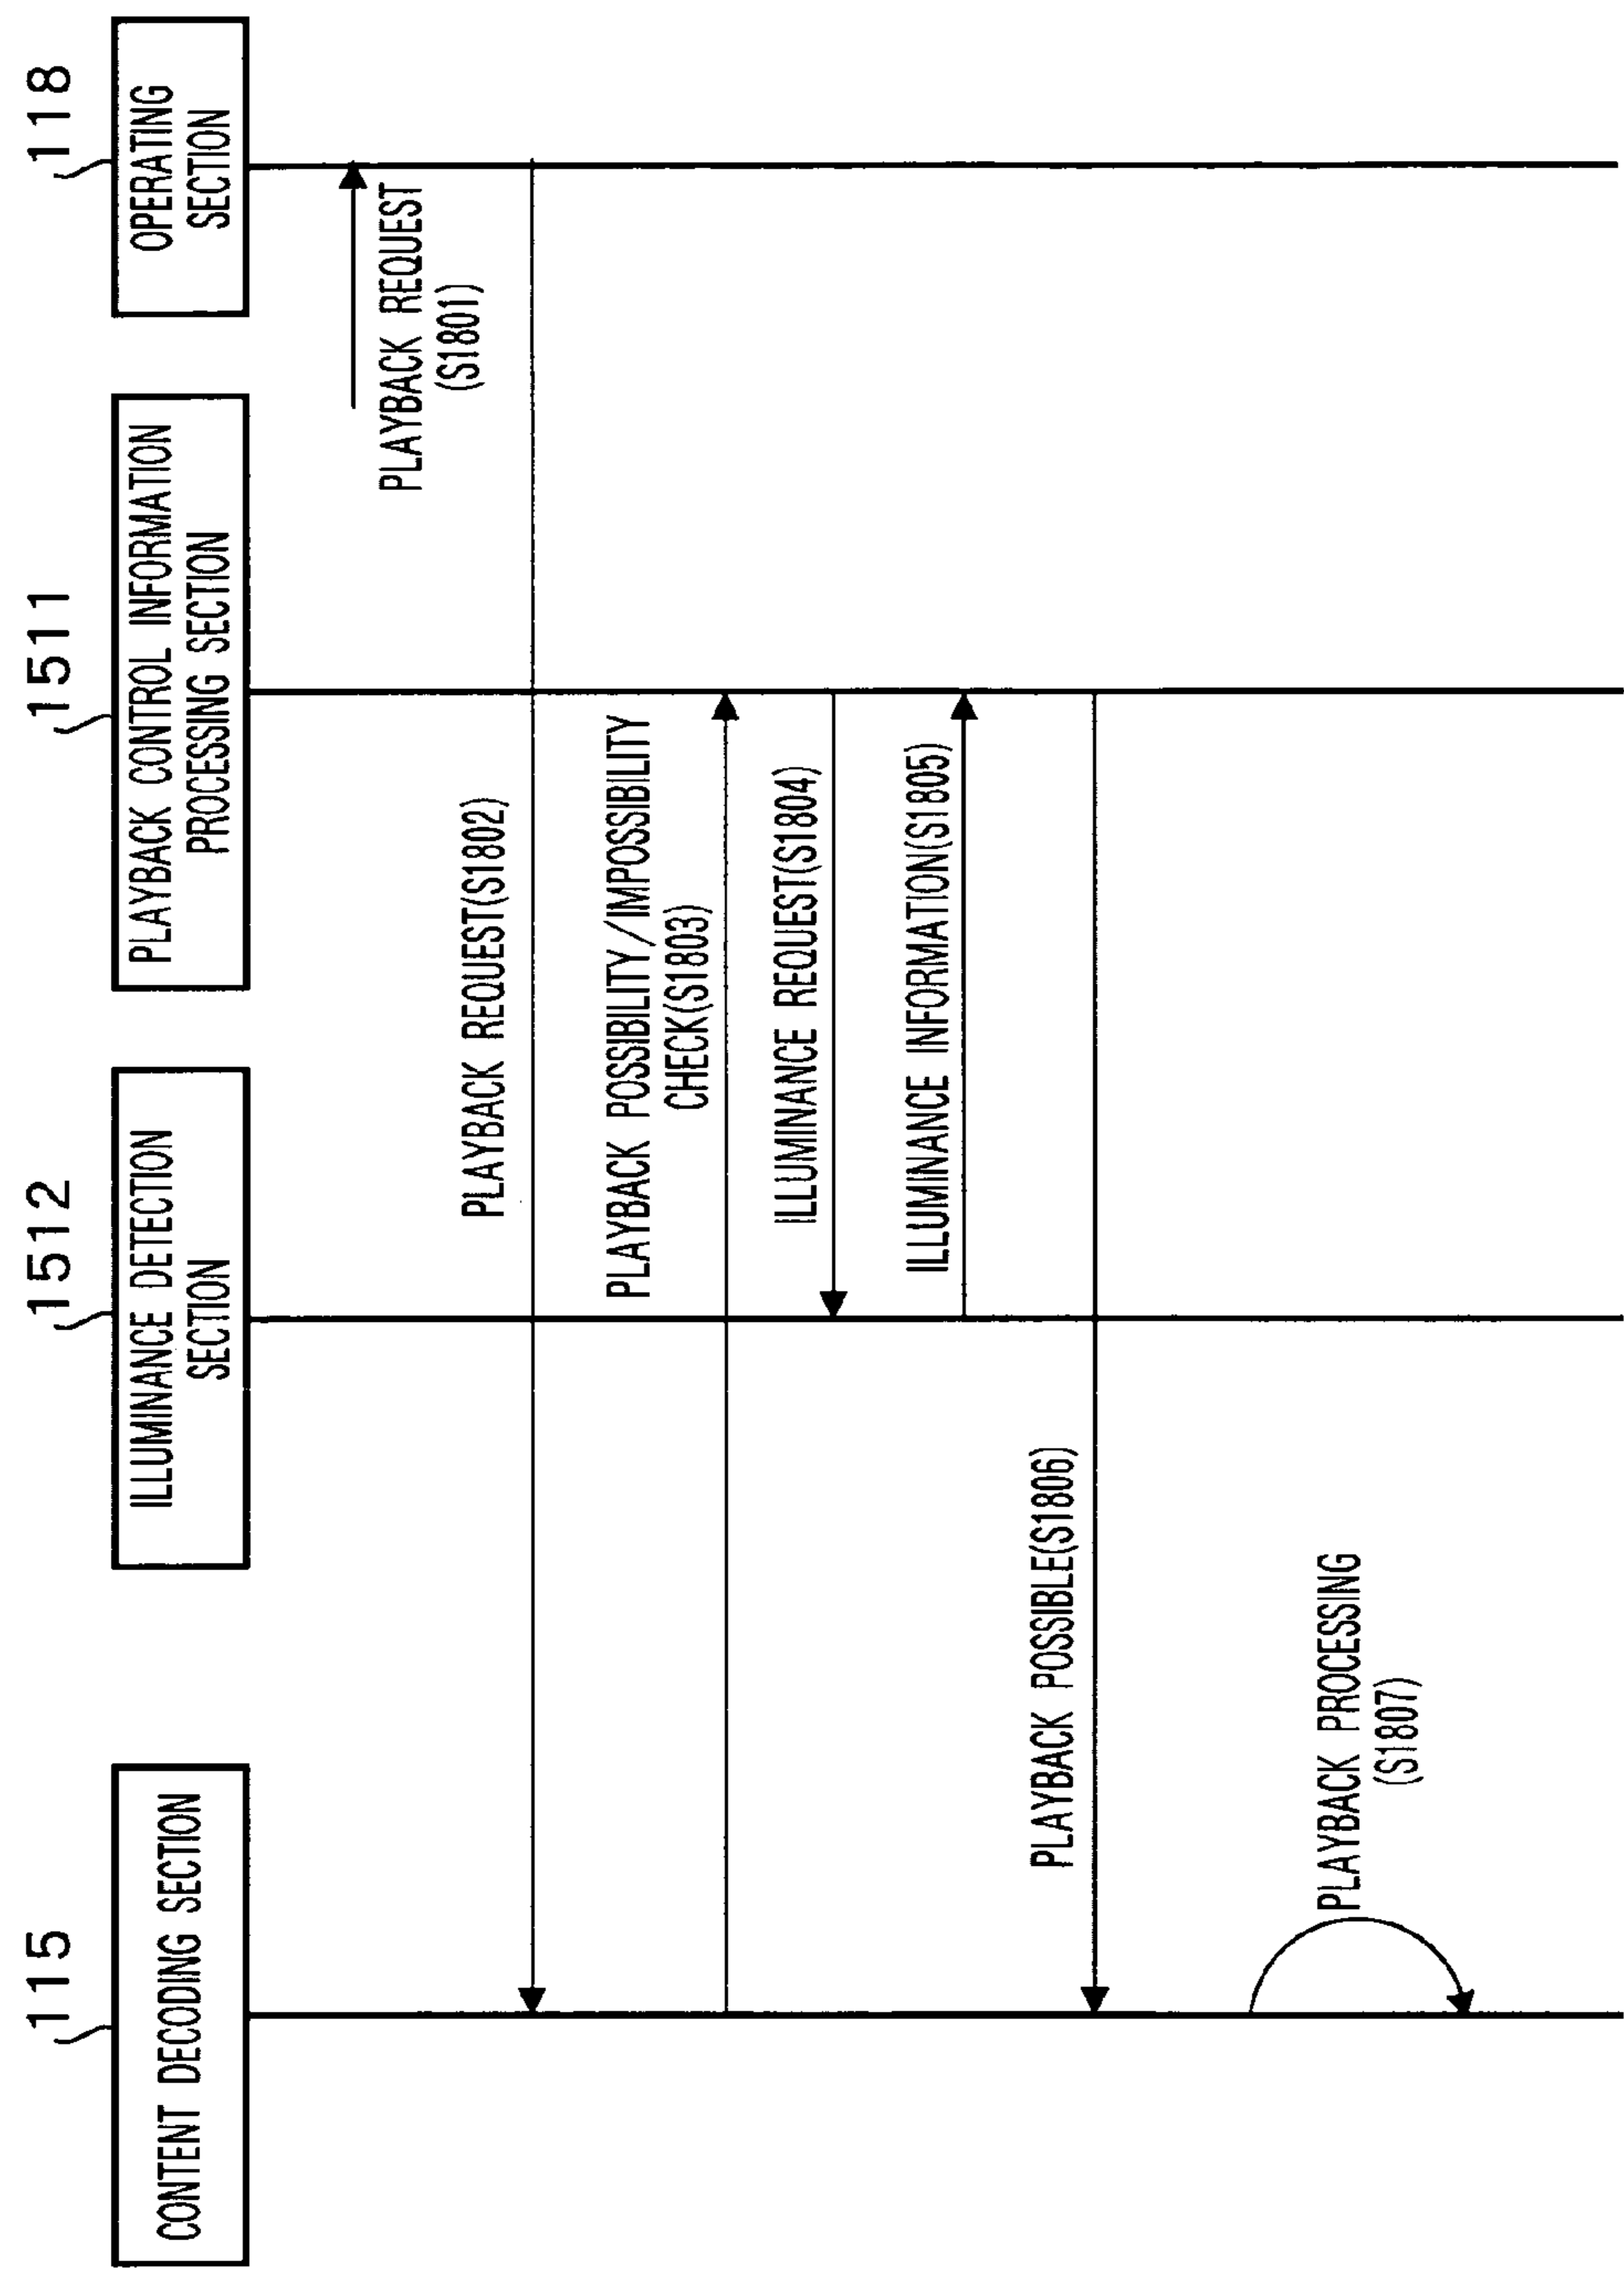 115
CONTENT DECODING SECTION
1512
ILLUMINANCE DETECTION
SECTION
1511
PLAYBACK CONTROL INFORMATION
PROCESSING SECTION
118
OPERATING
SECTION
PLAYBACK REQUEST
(S1801)
PLAYBACK REQUEST(S1802)
PLAYBACK POSSIBILITY/IMPOSSIBILITY
CHECK(S1803)
ILLUMINANCE REQUEST(S1804)
ILLUMINANCE INFORMATION(S1805)
PLAYBACK POSSIBLE(S1806)
PLAYBACK PROCESSING
(S1807)